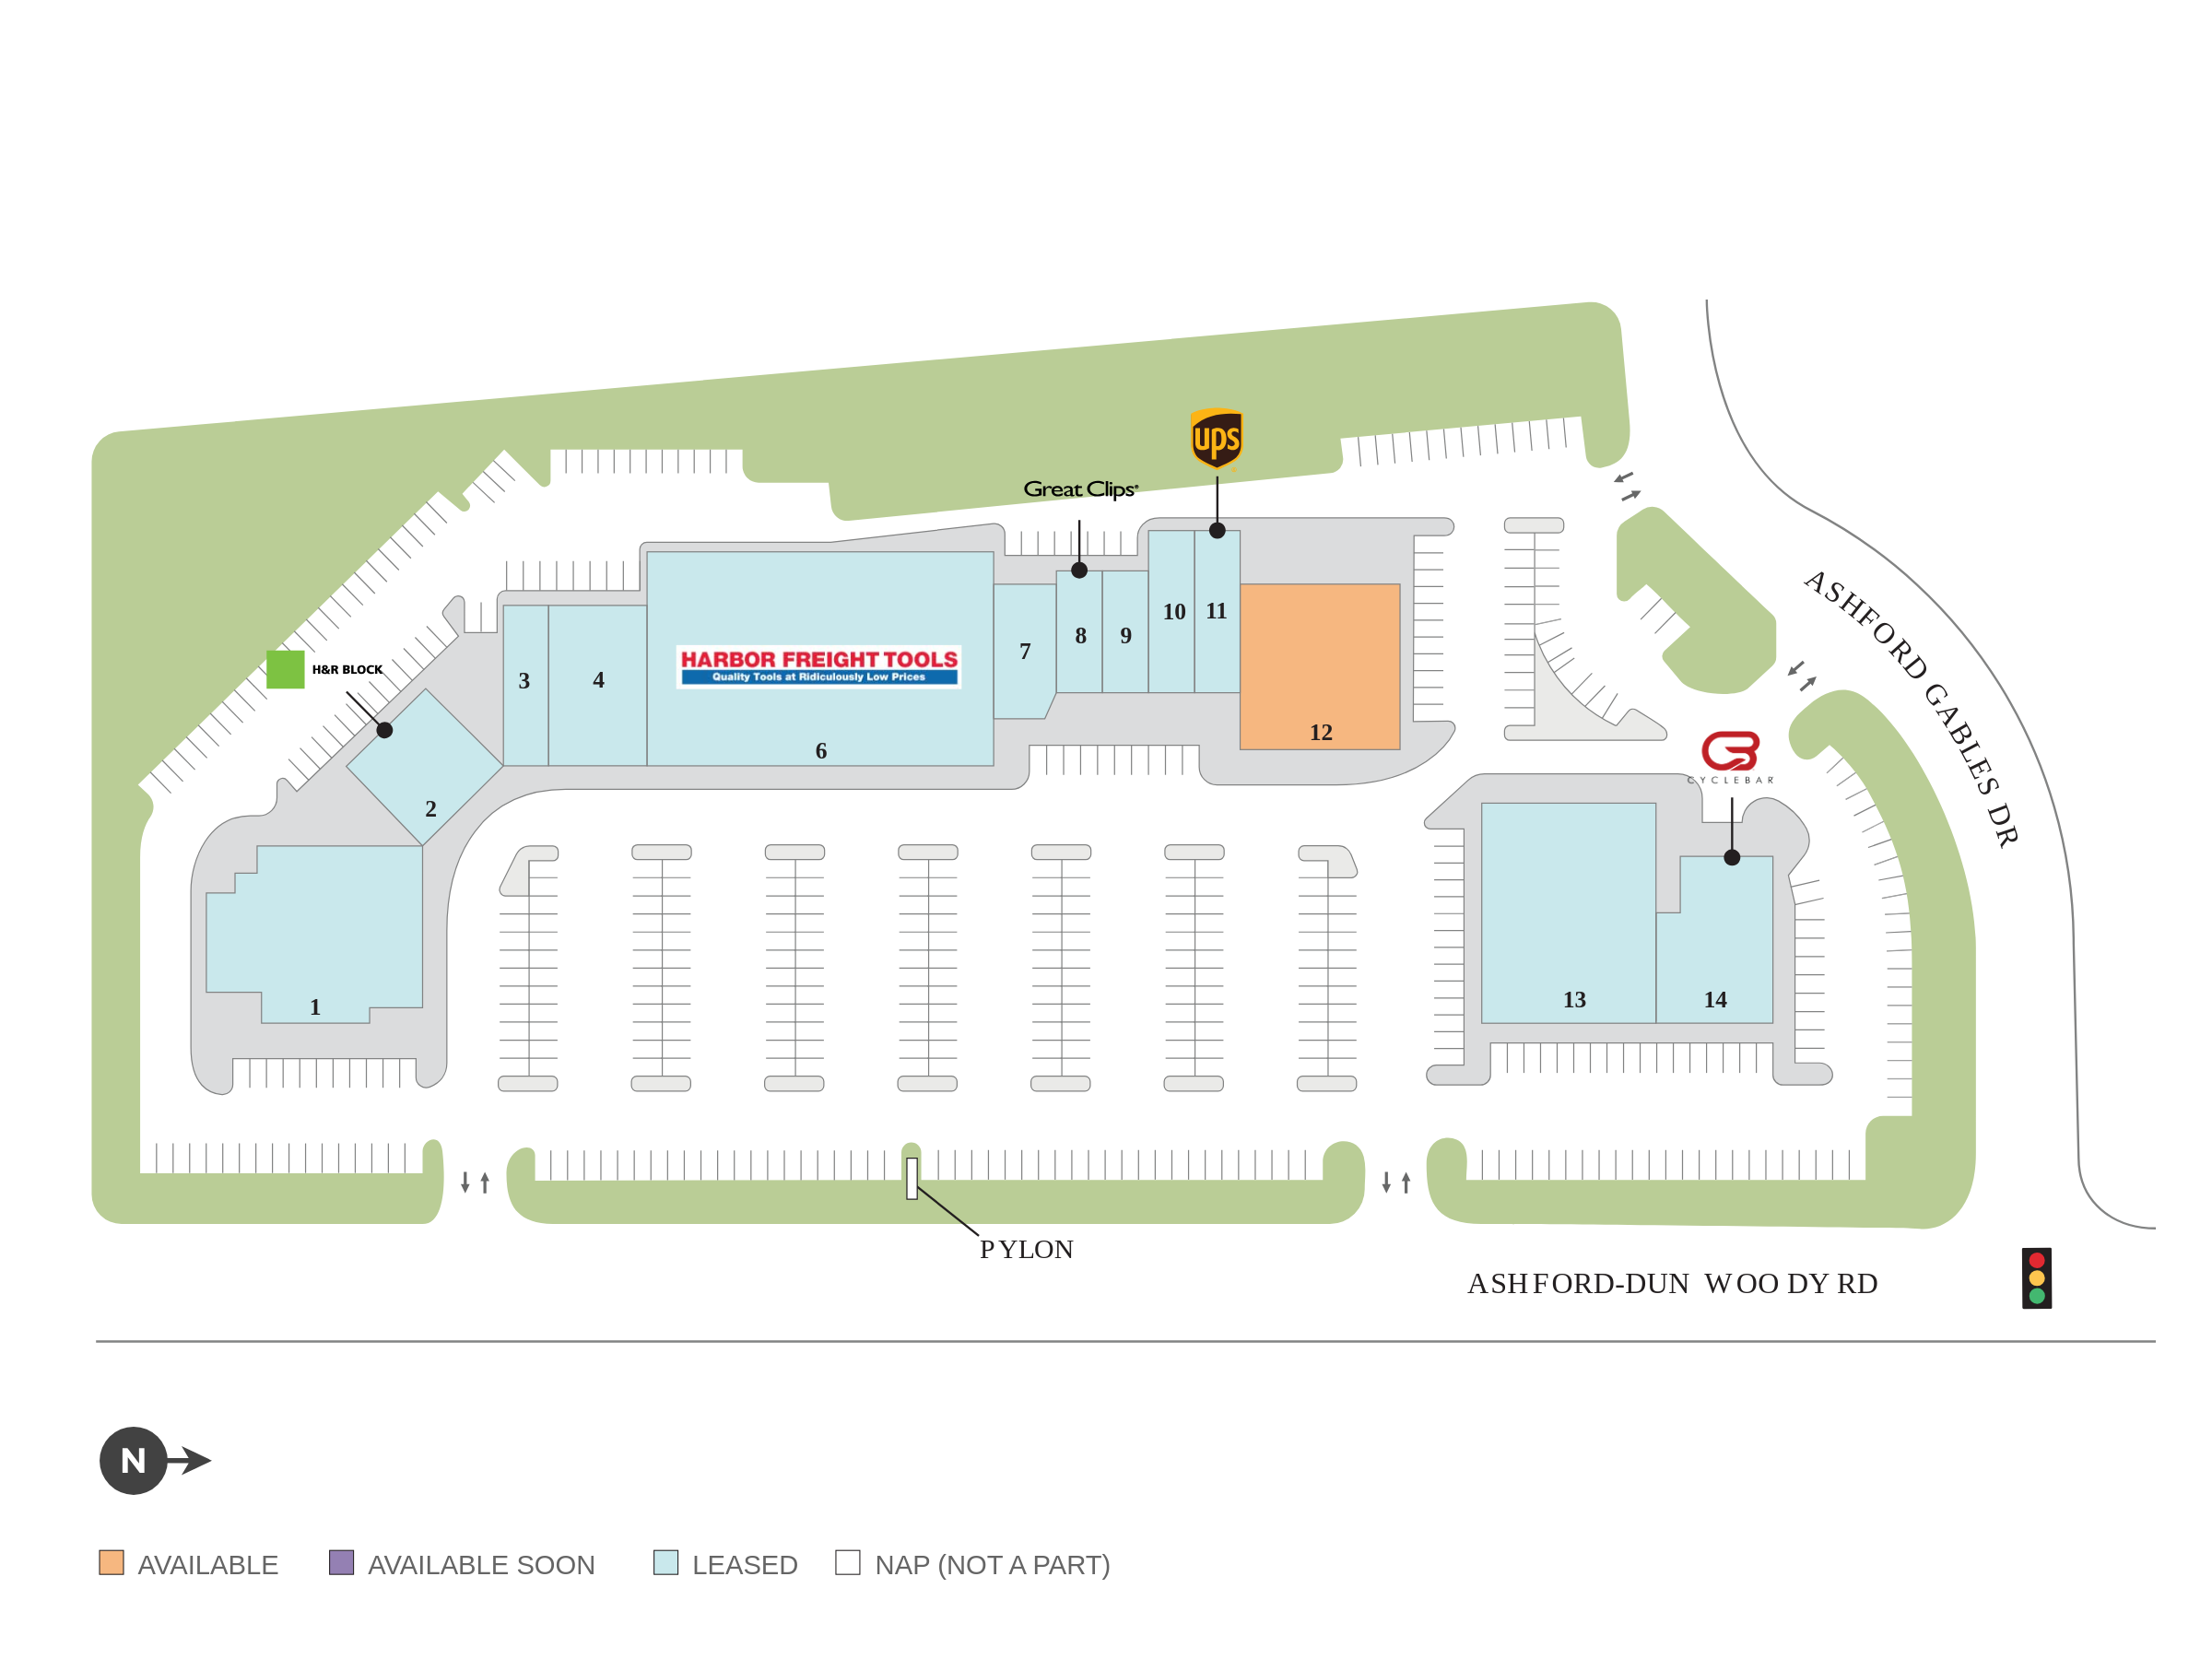 ups
Great Clips
H&R BLOCK
ASHFORD GABLES DR
HARBOR FREIGHT TOOLS
Quality Tools at Ridiculously Low Prices
1
2
3
4
6
7
8
9
10
11
12
CYCLEBAR
13
14
PYLON
ASHFORD-DUNWOODY RD
N
AVAILABLE
AVAILABLE SOON
LEASED
NAP (NOT A PART)